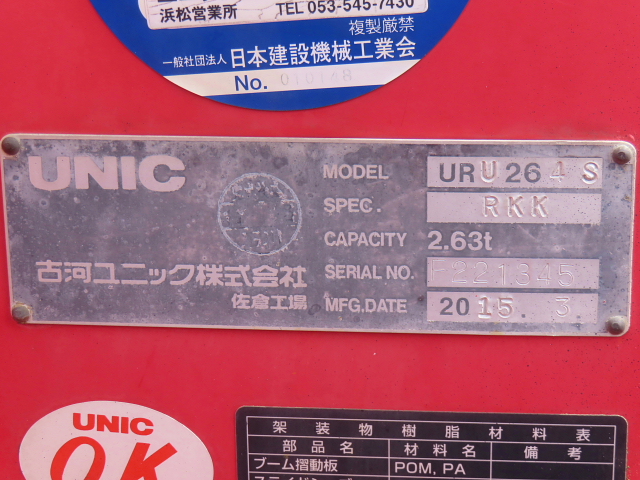 浜松営業所 TEL 053-545-7430
複製厳禁
一般社団法人 日本建設機械工業会
No. 010148
UNIC
MODEL URU264S
SPEC. RKK
CAPACITY 2.63t
古河ユニック株式会社
SERIAL NO. F221345
佐倉工場
MFG.DATE 2015. 3
UNIC
OK
架装物樹脂材料表
部品名 材料名 備考
ブーム摺動板 POM, PA